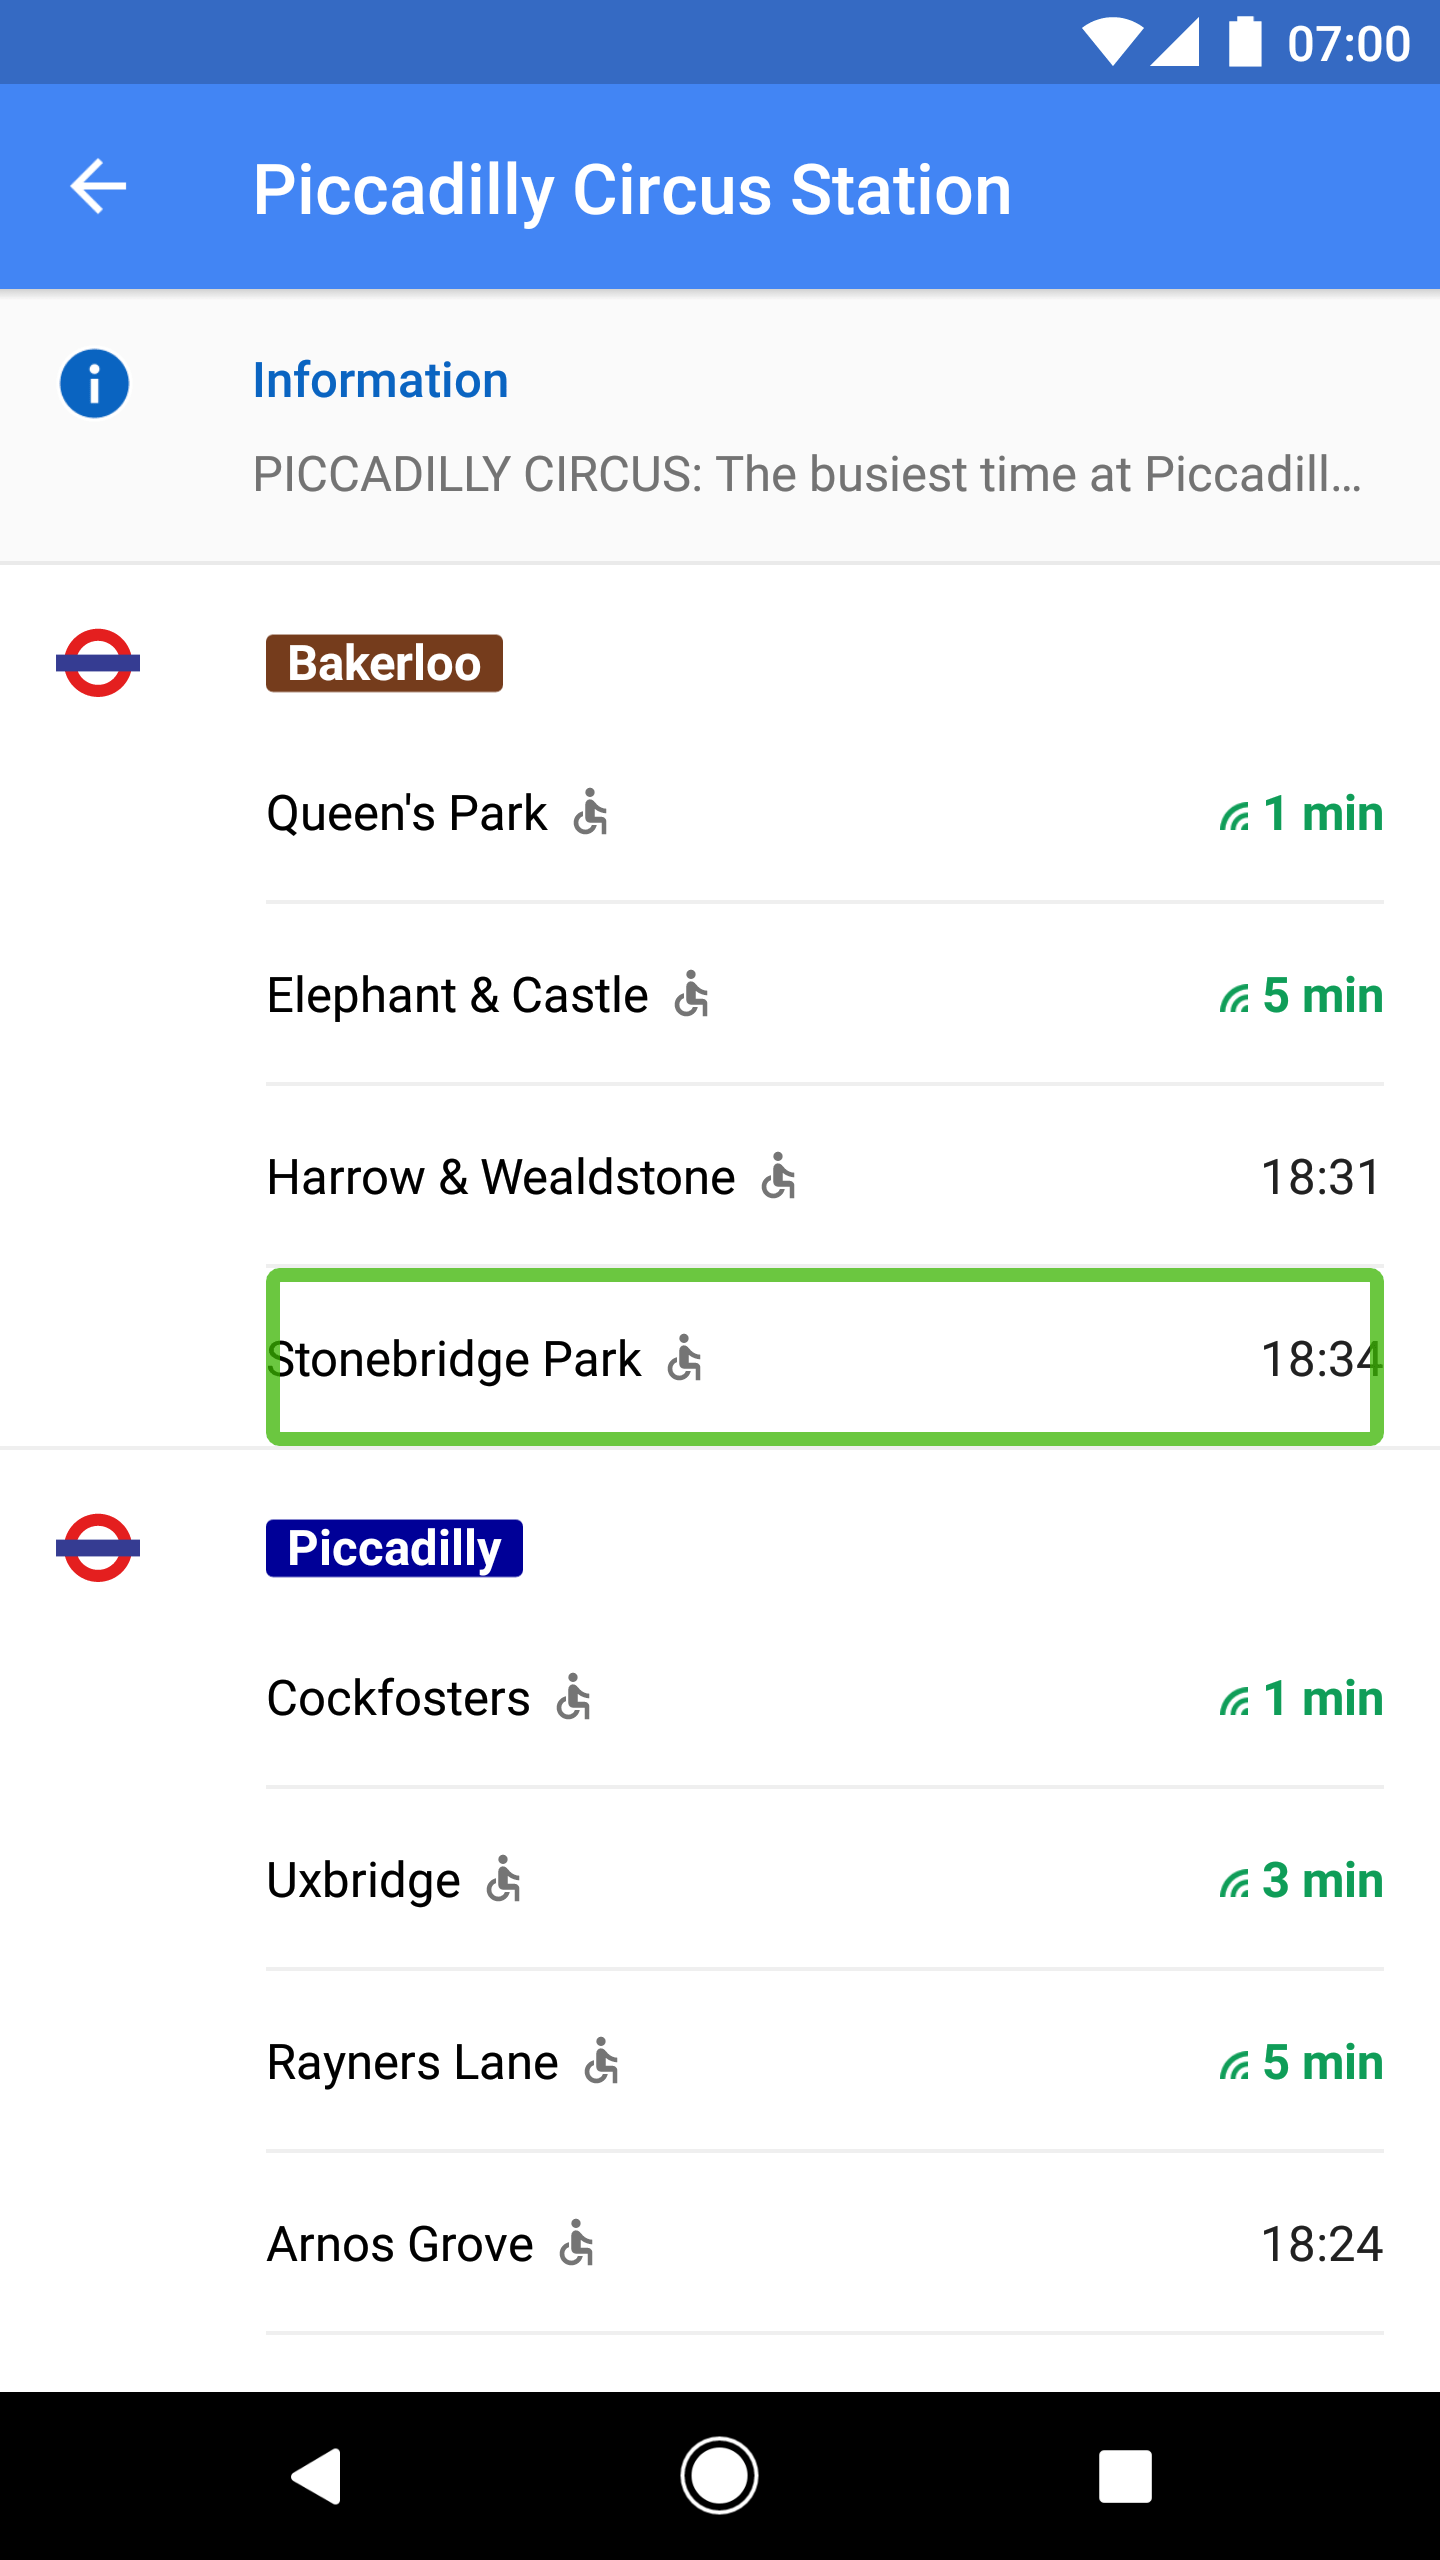 07:00
Piccadilly Circus Station
Information
PICCADILLY CIRCUS: The busiest time at Piccadill...
Bakerloo
Queen's Park 1 min
Elephant & Castle 5 min
Harrow & Wealdstone 18:31
Stonebridge Park 18:34
Piccadilly
Cockfosters 1 min
Uxbridge 3 min
Rayners Lane 5 min
Arnos Grove 18:24